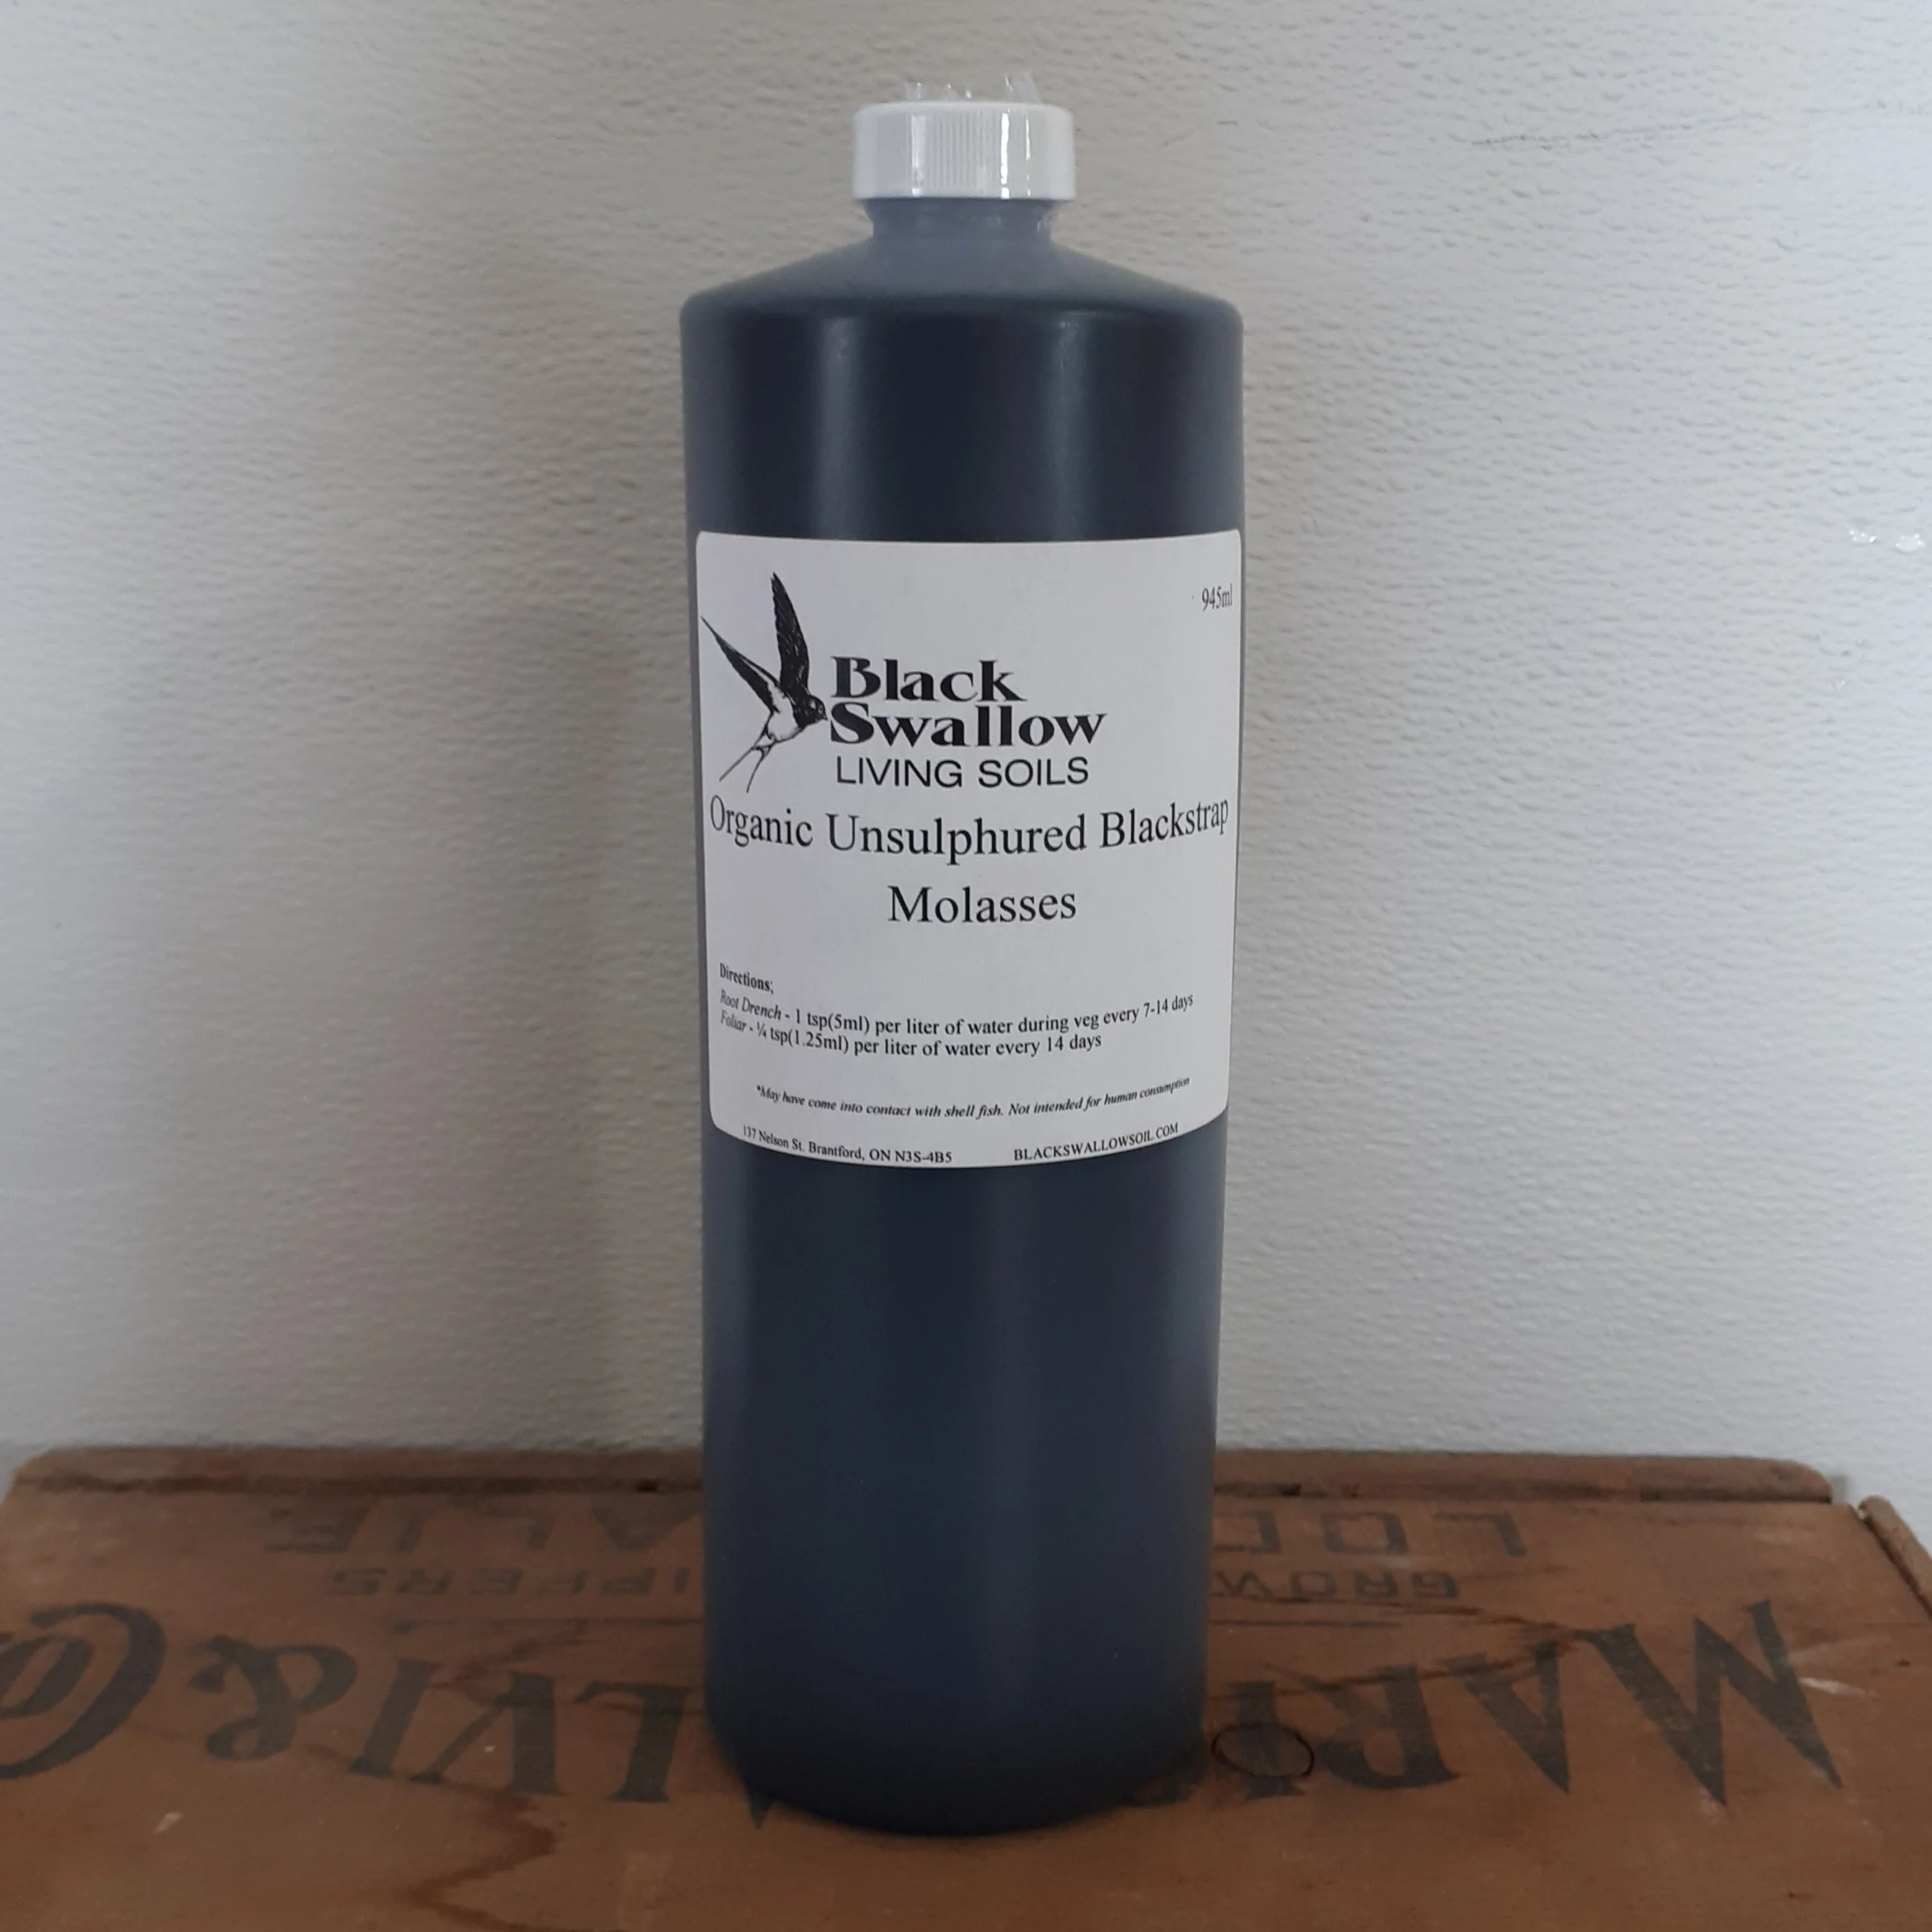 945ml
Black
Swallow
LIVING SOILS
Organic Unsulphured Blackstrap
Molasses
Directions;
Root Drench - 1 tsp(5ml) per liter of water during veg every 7-14 days
Foliar - ¼ tsp(1.25ml) per liter of water every 14 days
*May have come into contact with shell fish. Not intended for human consumption
137 Nelson St. Brantford, ON N3S-4B5 BLACKSWALLOWSOIL.COM